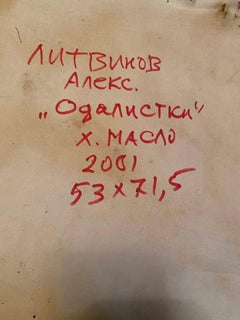 ЛИТВИНОВ
АЛЕКС.
„Одалистки"
Х. МАСЛО
2001
53 х 71,5